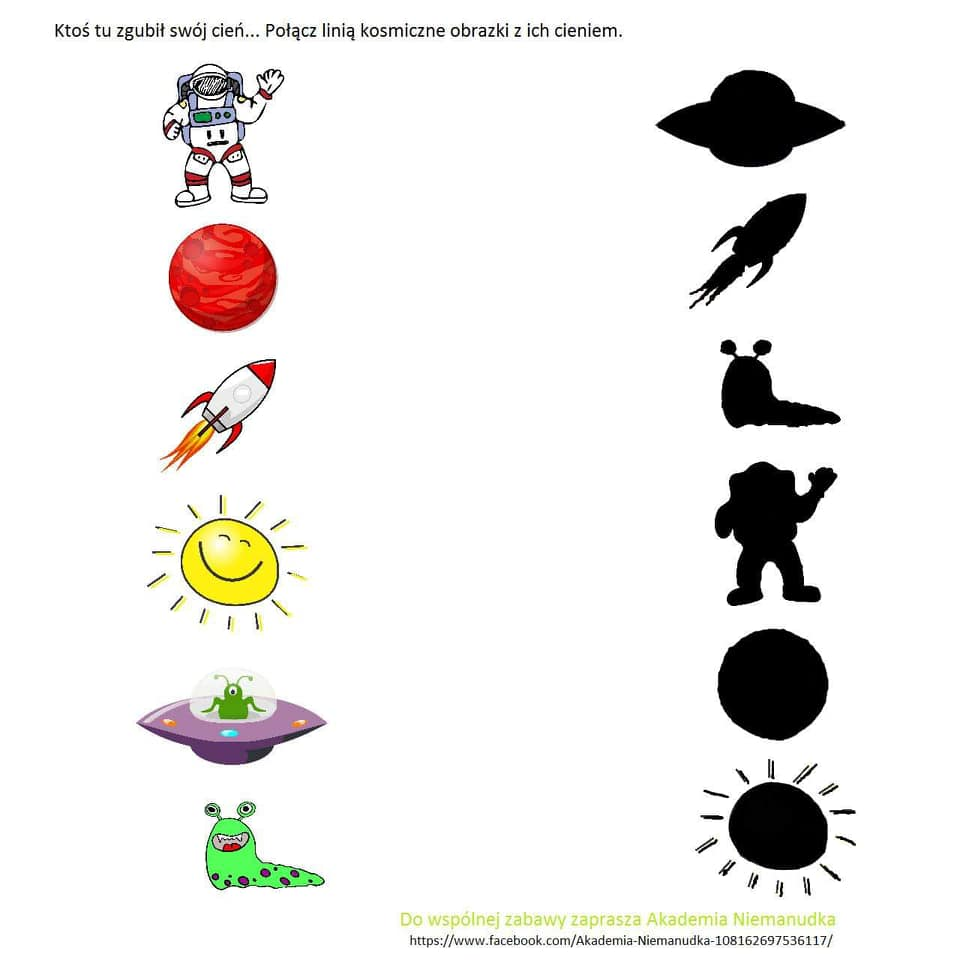 Ktoś tu zgubił swój cień... Połącz linią kosmiczne obrazki z ich cieniem.
Do wspólnej zabawy zaprasza Akademia Niemanudka
https://www.facebook.com/Akademia-Niemanudka-108162697536117/